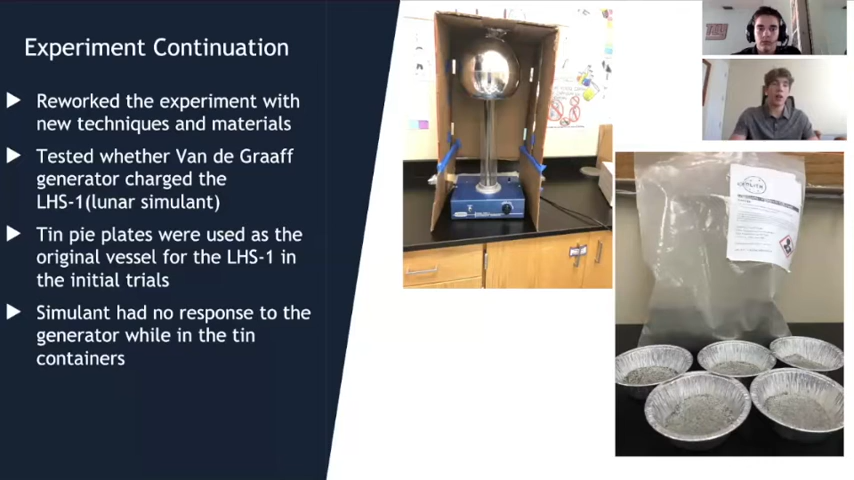 Experiment Continuation
Reworked the experiment with
new techniques and materials
Tested whether Van de Graaff
generator charged the
LHS-1(lunar simulant)
Tin pie plates were used as the
original vessel for the LHS-1 in
the initial trials
Simulant had no response to the
generator while in the tin
containers